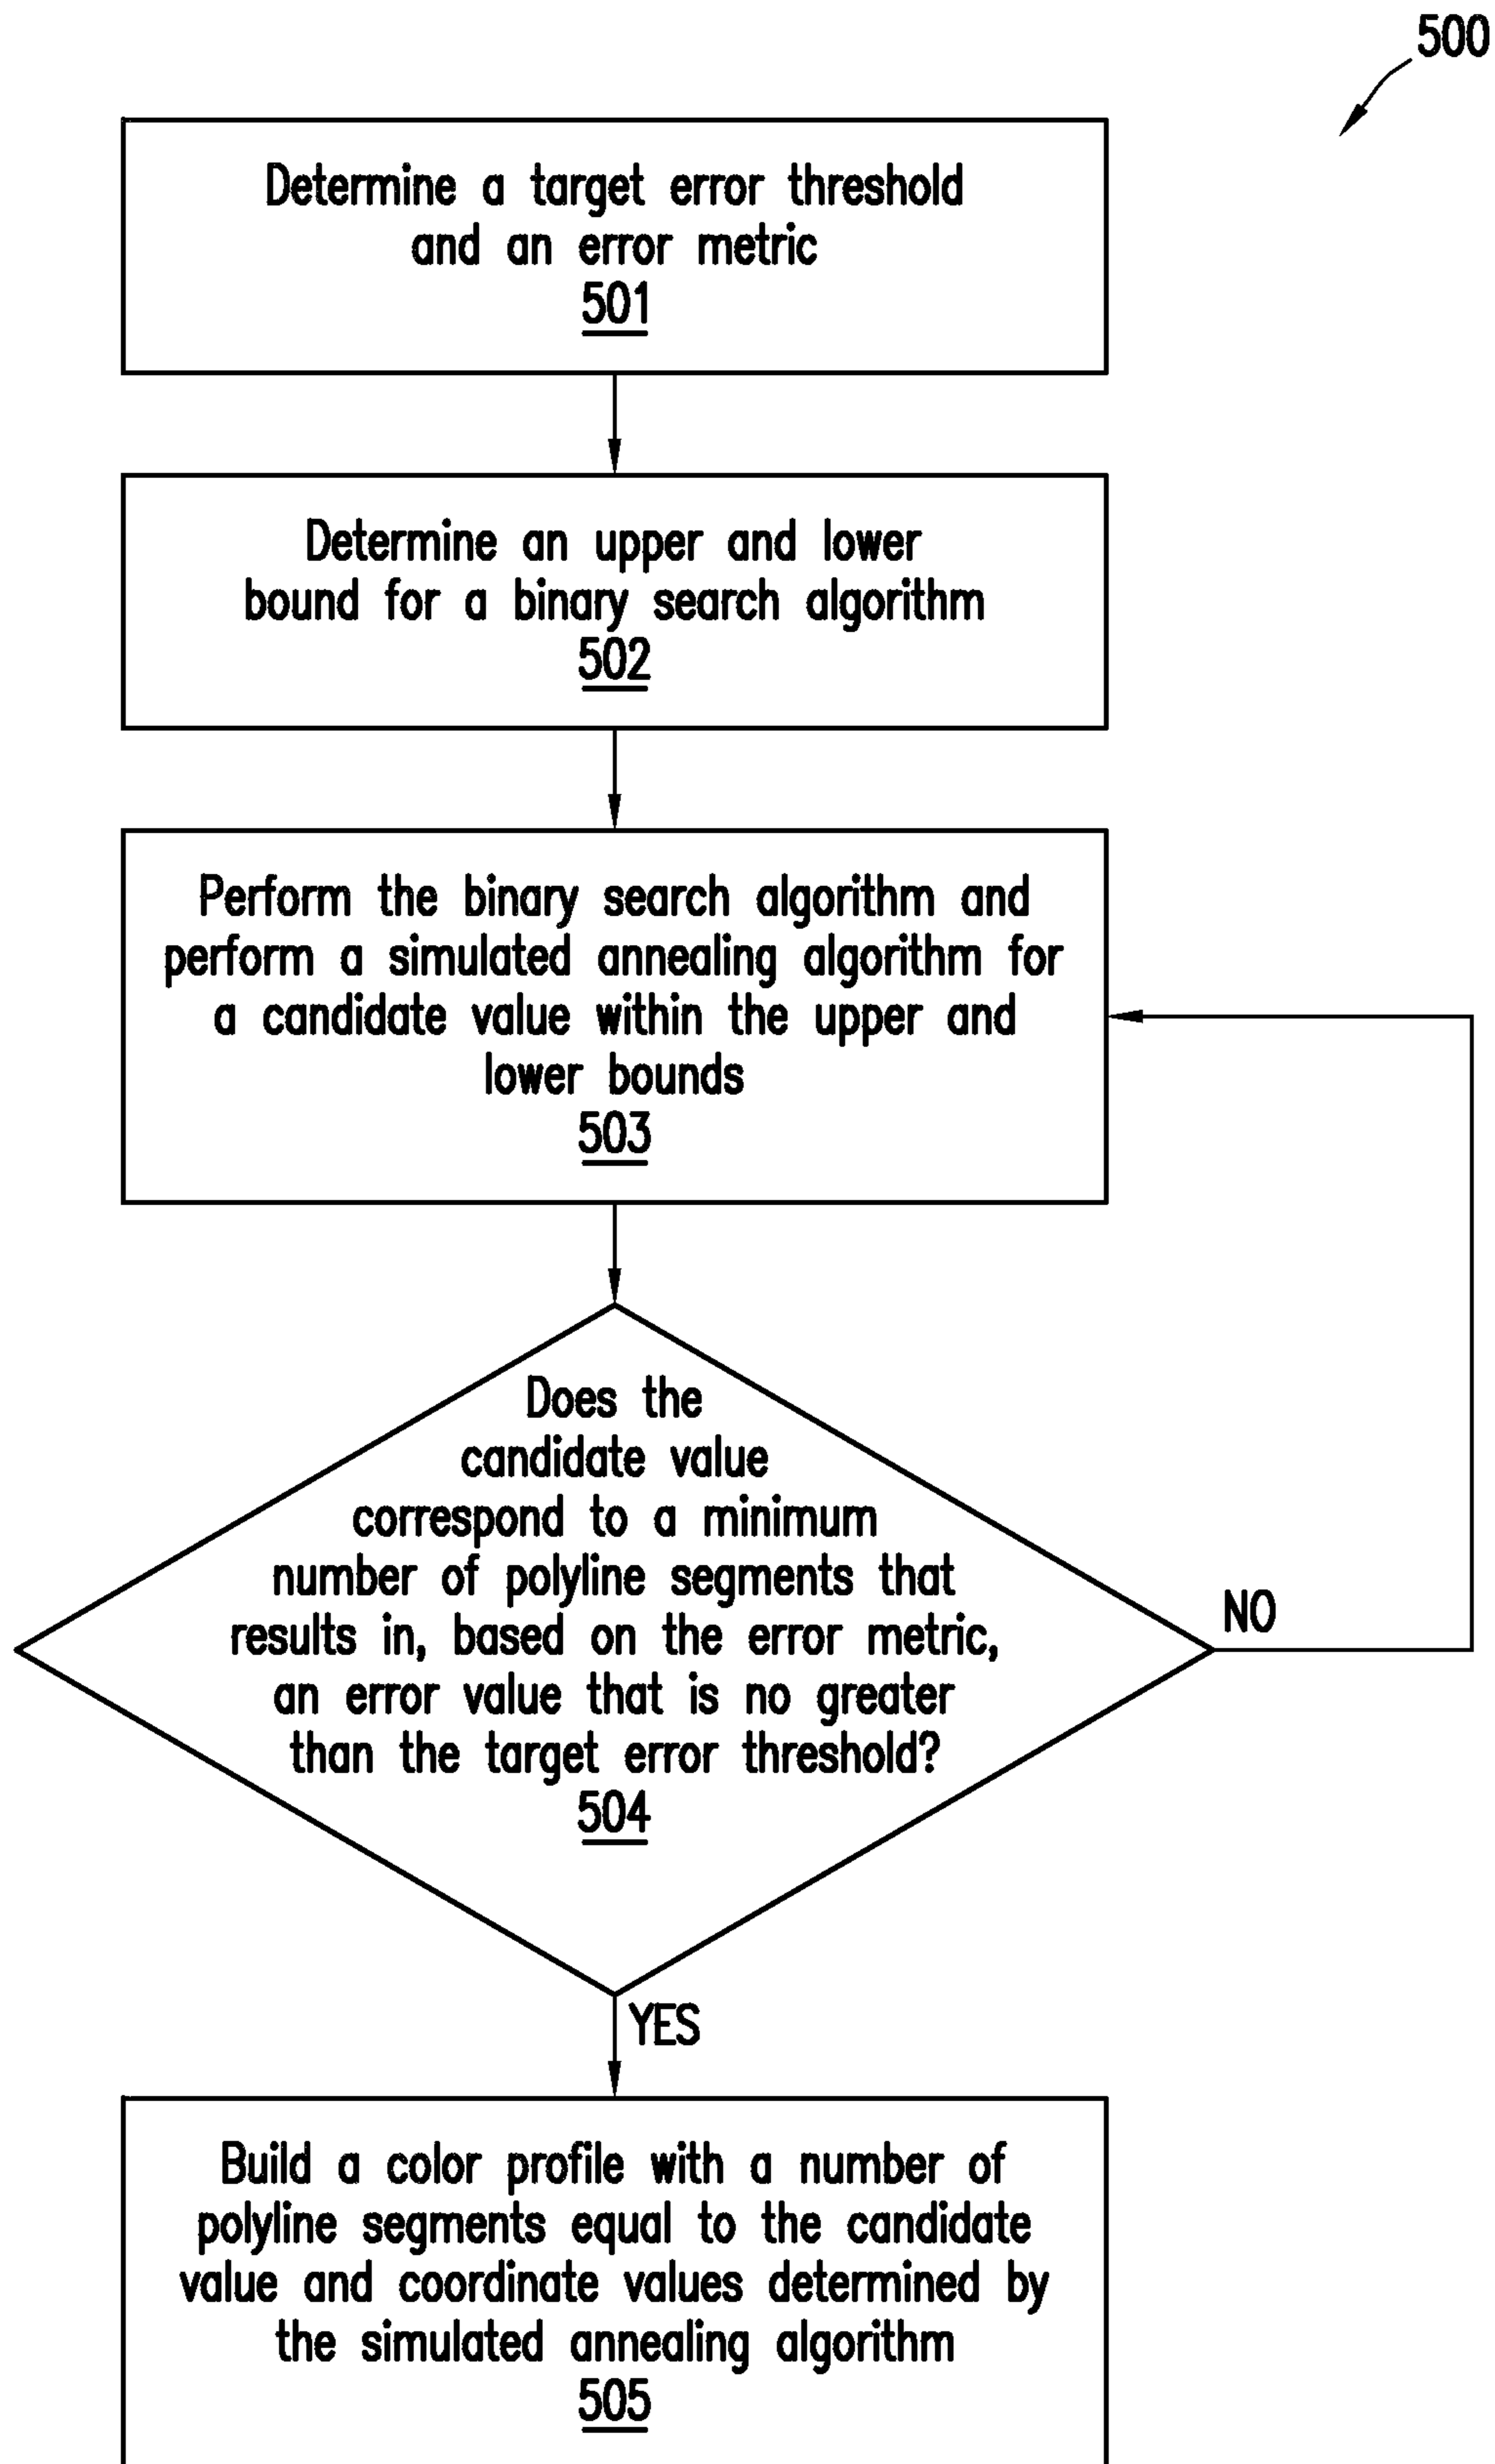 500
Determine a target error threshold
and an error metric
501
Determine an upper and lower
bound for a binary search algorithm
502
Perform the binary search algorithm and
perform a simulated annealing algorithm for
a candidate value within the upper and
lower bounds
503
Does the
candidate value
correspond to a minimum
number of polyline segments that
results in, based on the error metric,
an error value that is no greater
than the target error threshold?
504
NO
YES
Build a color profile with a number of
polyline segments equal to the candidate
value and coordinate values determined by
the simulated annealing algorithm
505